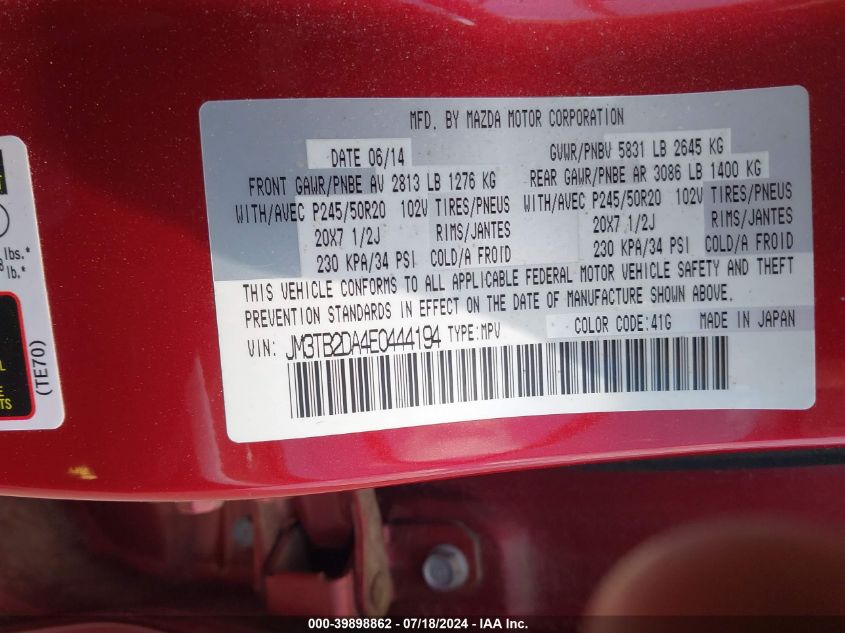 MFD. BY MAZDA MOTOR CORPORATION
DATE 06/14
GVWR/PNBV 5831 LB 2645 KG
FRONT GAWR/PNBE AV 2813 LB 1276 KG
REAR GAWR/PNBE AR 3086 LB 1400 KG
WITH/AVEC P245/50R20 102V TIRES/PNEUS
WITH/AVEC P245/50R20 102V TIRES/PNEUS
20X7 1/2J RIMS/JANTES
20X7 1/2J RIMS/JANTES
230 KPA/34 PSI COLD/A FROID
230 KPA/34 PSI COLD/A FROID
THIS VEHICLE CONFORMS TO ALL APPLICABLE FEDERAL MOTOR VEHICLE SAFETY AND THEFT
PREVENTION STANDARDS IN EFFECT ON THE DATE OF MANUFACTURE SHOWN ABOVE.
VIN: JM3TB2DA4E0444194 TYPE:MPV
COLOR CODE:41G MADE IN JAPAN
lbs.*
lb.*
(TE70)
000-39898862 - 07/18/2024 - IAA Inc.